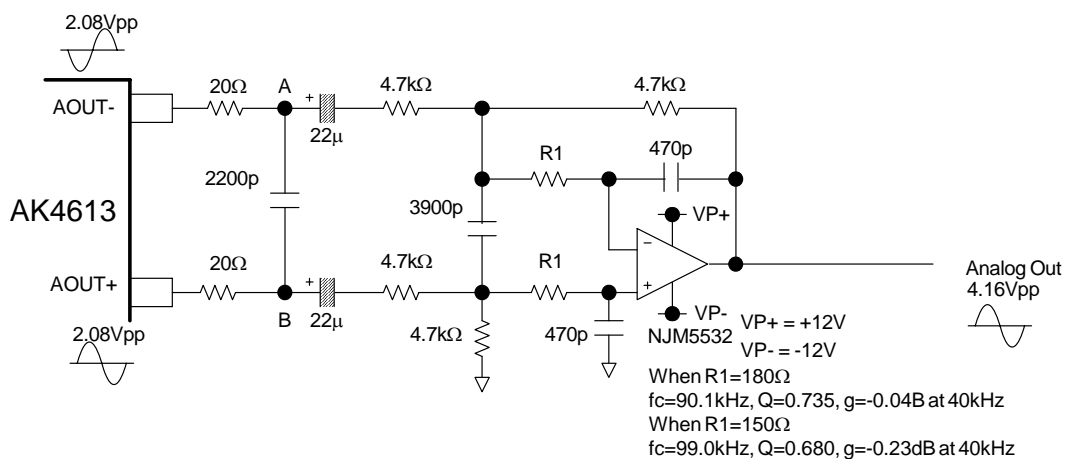 2.08Vpp
AOUT-
20Ω
A
+
22µ
4.7kΩ
4.7kΩ
R1
470p
2200p
3900p
AK4613
VP+
−
+
AOUT+
20Ω
B
+
22µ
4.7kΩ
R1
4.7kΩ
470p
VP-
NJM5532
Analog Out
4.16Vpp
2.08Vpp
VP+ = +12V
VP- = -12V
When R1=180Ω
fc=90.1kHz, Q=0.735, g=-0.04B at 40kHz
When R1=150Ω
fc=99.0kHz, Q=0.680, g=-0.23dB at 40kHz